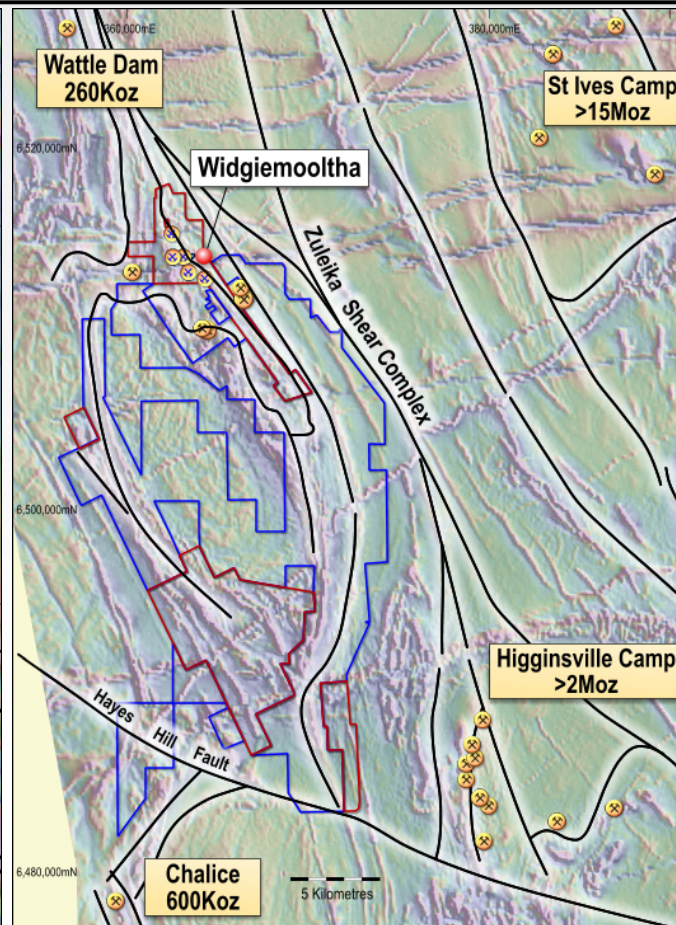 360,000mE
380,000mE
Wattle Dam
260Koz
St Ives Camp
>15Moz
6,520,000mN
Widgiemooltha
Zuleika Shear Complex
6,500,000mN
Higginsville Camp
>2Moz
Hayes Hill Fault
6,480,000mN
Chalice
600Koz
5 Kilometres